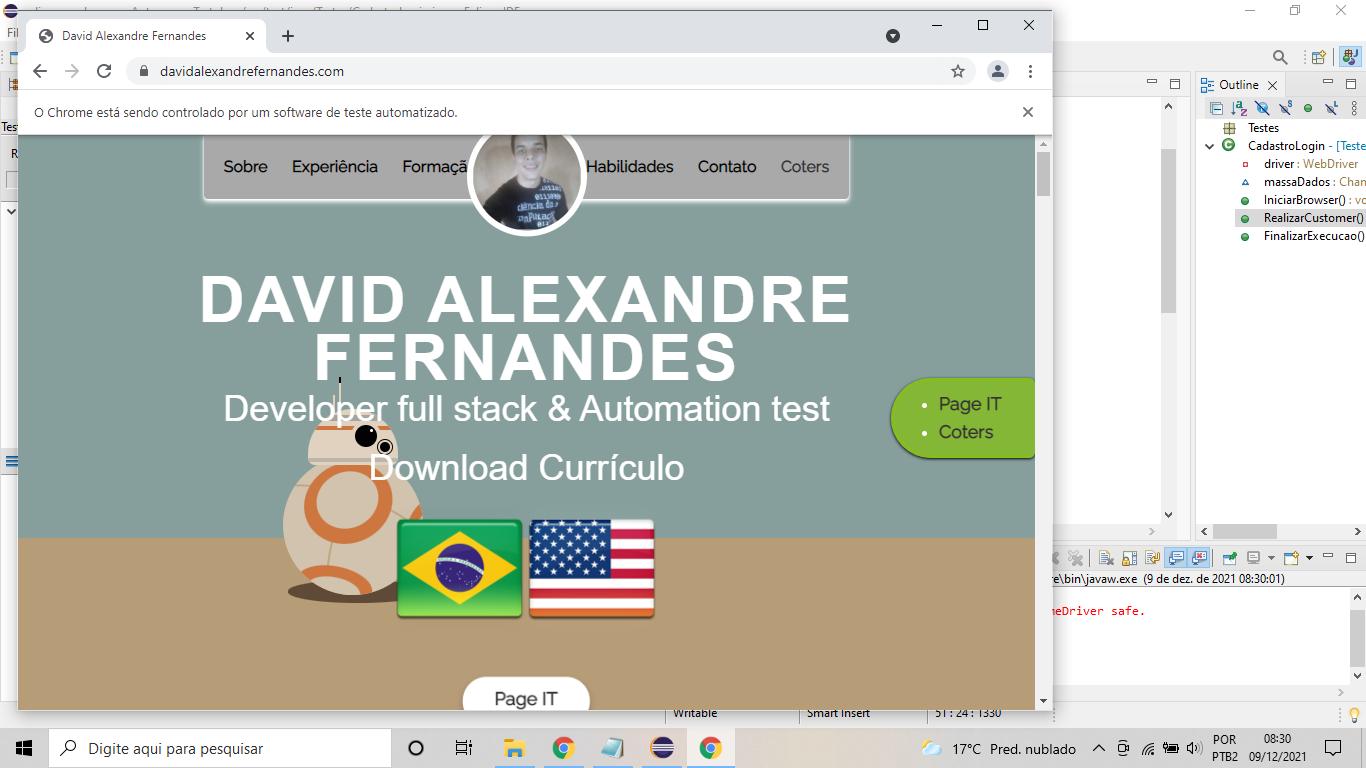 David Alexandre Fernandes
davidalexandrefernandes.com
O Chrome está sendo controlado por um software de teste automatizado.
Sobre Experiência Formaçã Habilidades Contato Coters
DAVID ALEXANDRE
FERNANDES
Developer full stack & Automation test
Download Currículo
Page IT
Coters
Page IT
Outline
Testes
CadastroLogin - [Teste
driver : WebDriver
massaDados : Chan
IniciarBrowser() : vo
RealizarCustomer()
FinalizarExecucao()
re\bin\javaw.exe (9 de dez. de 2021 08:30:01)
meDriver safe.
Writable Smart Insert 51 : 24 : 1330
Digite aqui para pesquisar
17°C Pred. nublado
POR
PTB2
08:30
09/12/2021